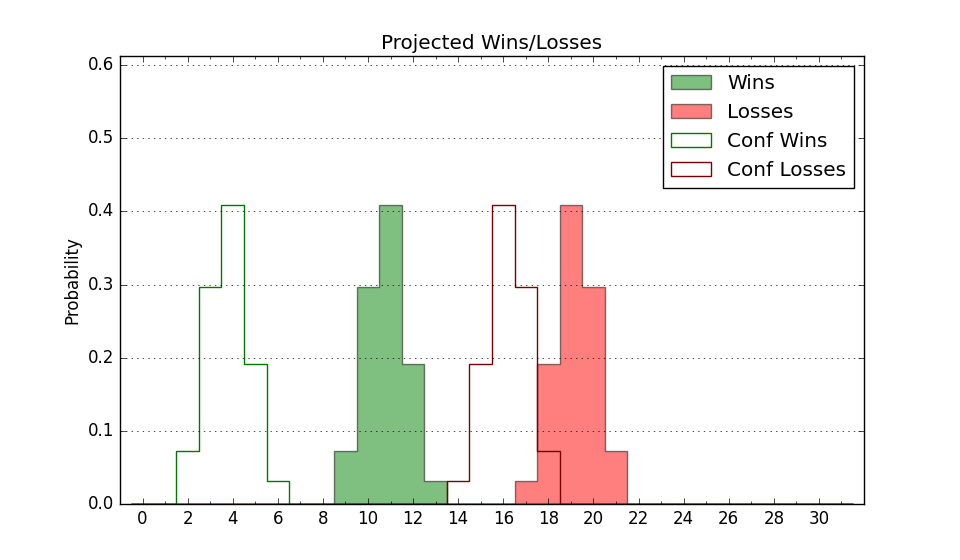 Projected Wins/Losses
Wins
Losses
Conf Wins
Conf Losses
Probability
0.6
0.5
0.4
0.3
0.2
0.1
0.0
0 2 4 6 8 10 12 14 16 18 20 22 24 26 28 30